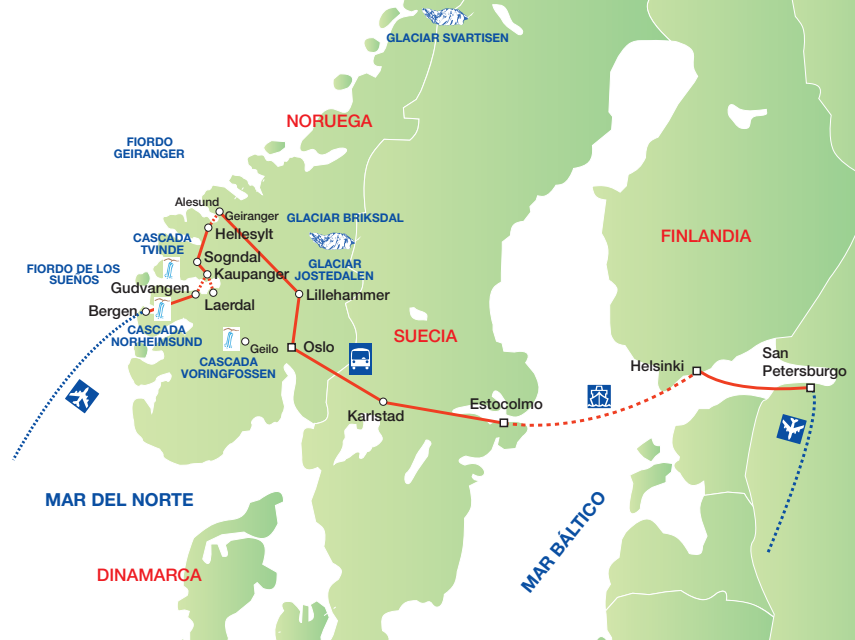 GLACIAR SVARTISEN
NORUEGA
FIORDO
GEIRANGER
Alesund
Geiranger
GLACIAR BRIKSDAL
Hellesylt
CASCADA
TVINDE
FINLANDIA
Sogndal
GLACIAR
JOSTEDALEN
FIORDO DE LOS
SUEÑOS
Kaupanger
Gudvangen
Lillehammer
Laerdal
Bergen
CASCADA
NORHEIMSUND
SUECIA
Oslo
Geilo
CASCADA
VORINGFOSSEN
Helsinki
San
Petersburgo
Estocolmo
Karlstad
MAR DEL NORTE
MAR BÁLTICO
DINAMARCA